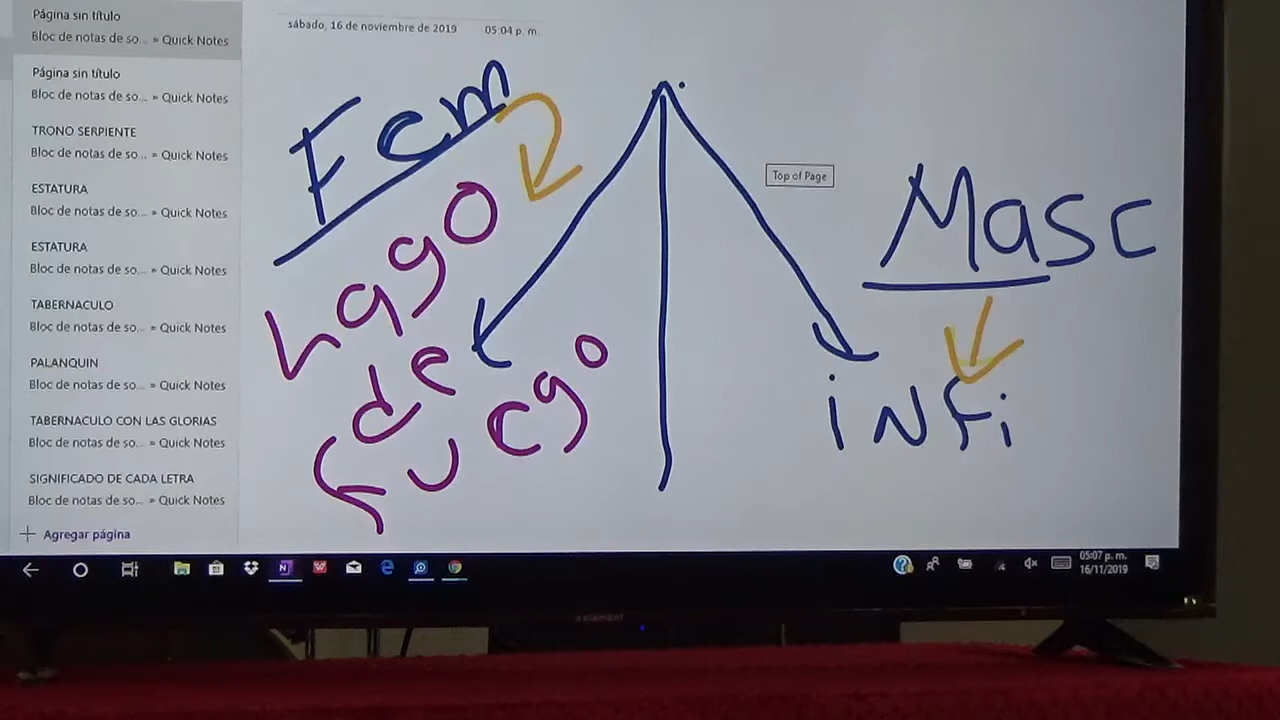 Página sin título
Bloc de notas de so... » Quick Notes
Página sin título
Bloc de notas de so... » Quick Notes
TRONO SERPIENTE
Bloc de notas de so... » Quick Notes
ESTATURA
Bloc de notas de so... » Quick Notes
ESTATURA
Bloc de notas de so... » Quick Notes
TABERNACULO
Bloc de notas de so... » Quick Notes
PALANQUIN
Bloc de notas de so... » Quick Notes
TABERNACULO CON LAS GLORIAS
Bloc de notas de so... » Quick Notes
SIGNIFICADO DE CADA LETRA
Bloc de notas de so... » Quick Notes
+ Agregar página
sábado, 16 de noviembre de 2019 05:04 p. m.
Fem
Lago
de
fuego
Top of Page
Masc
infi
05:07 p. m.
16/11/2019
element